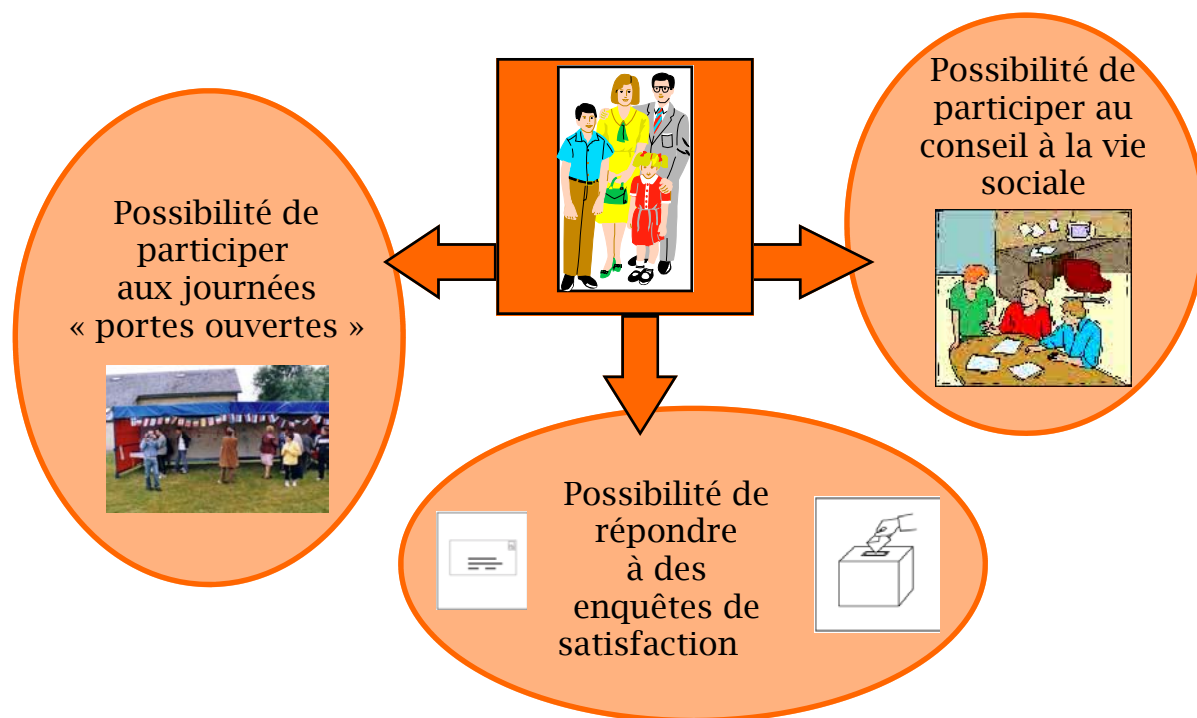 Possibilité de
participer
aux journées
« portes ouvertes »
Possibilité de
participer au
conseil à la vie
sociale
Possibilité de
répondre
à des
enquêtes de
satisfaction